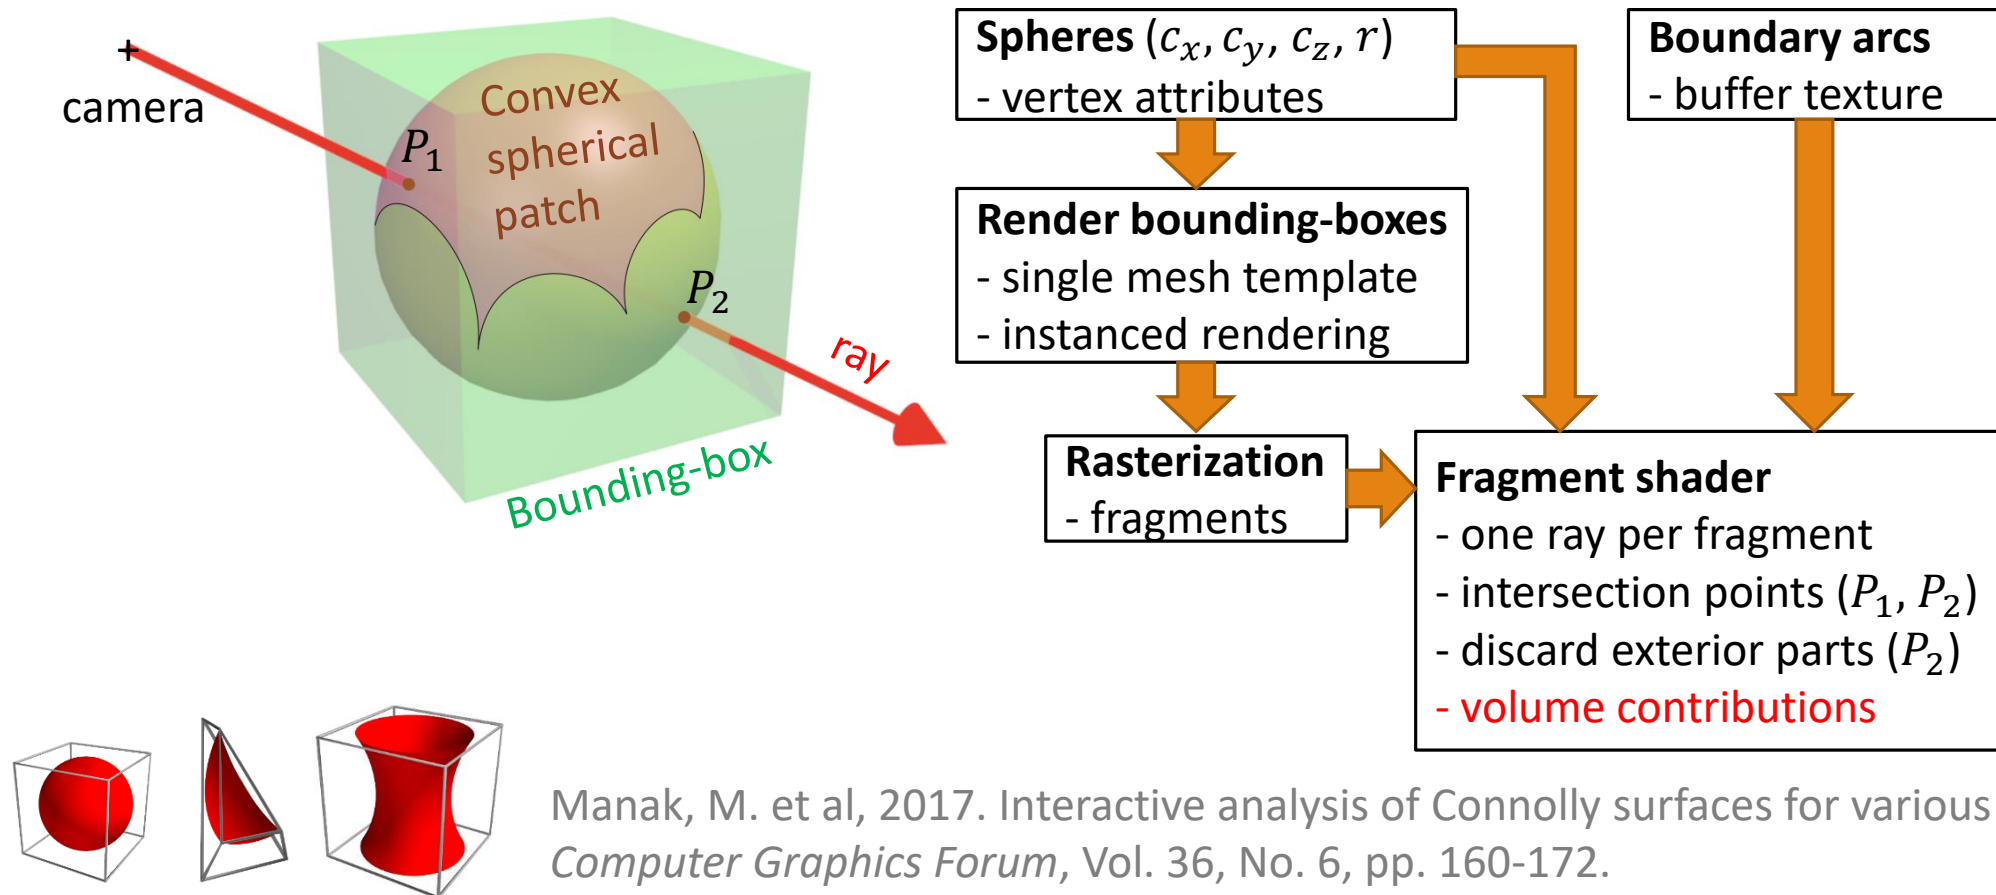 camera
P₁
Convex
spherical
patch
P₂
ray
Bounding-box
Spheres (cₓ, c_y, c_z, r)
- vertex attributes
Boundary arcs
- buffer texture
Render bounding-boxes
- single mesh template
- instanced rendering
Rasterization
- fragments
Fragment shader
- one ray per fragment
- intersection points (P₁, P₂)
- discard exterior parts (P₂)
- volume contributions
Manak, M. et al, 2017. Interactive analysis of Connolly surfaces for various
Computer Graphics Forum, Vol. 36, No. 6, pp. 160-172.